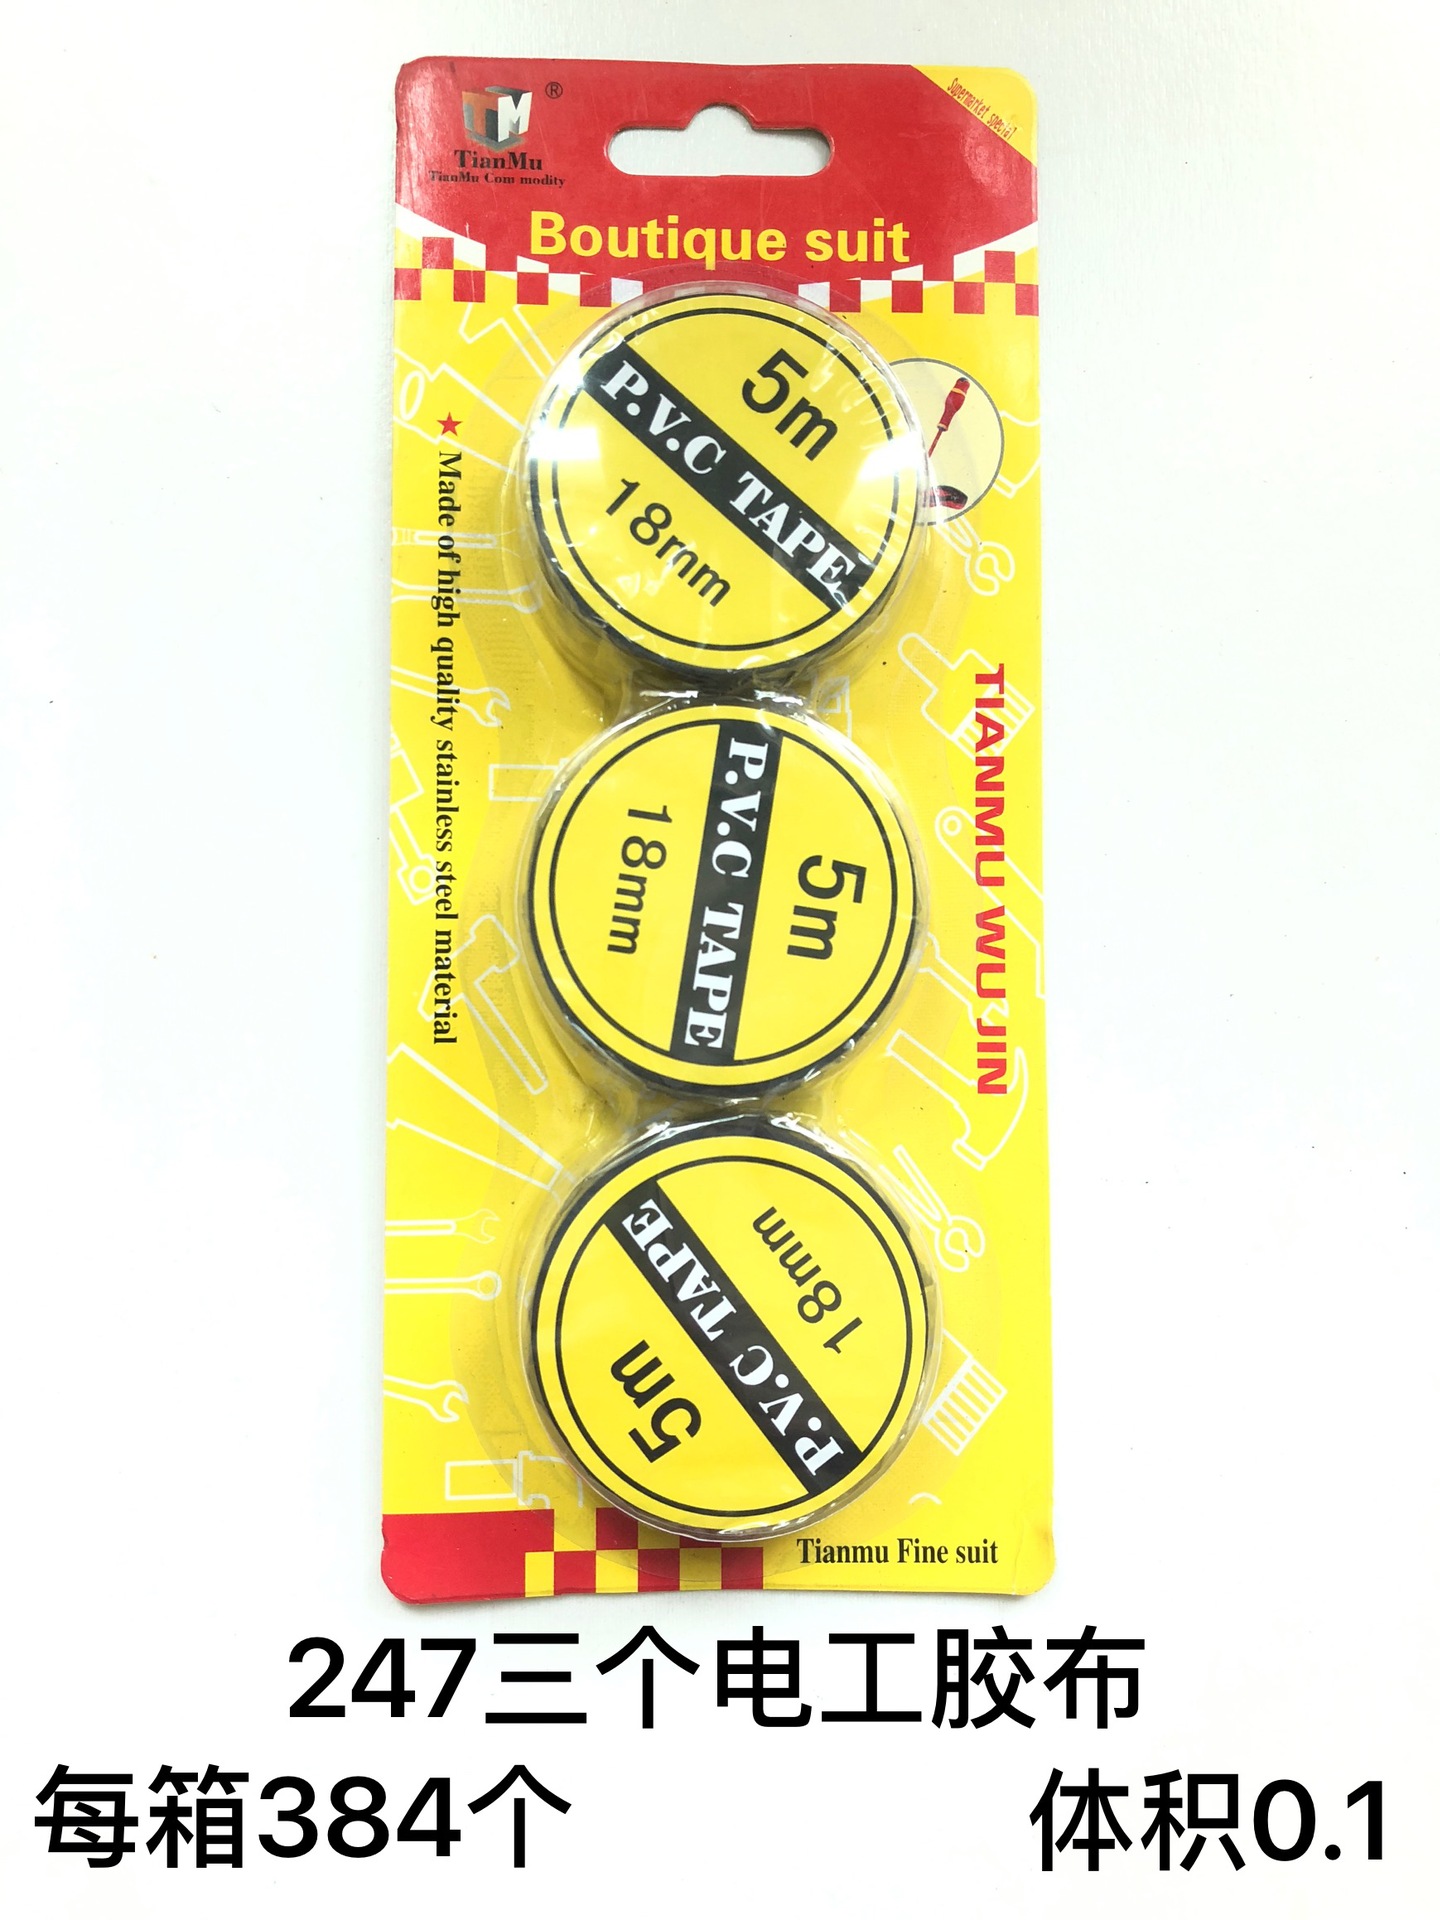 TM
®
TianMu
TianMu Com modity
Supermarket special
Boutique suit
5m
P.V.C TAPE
18mm
★ Made of high quality stainless steel material
TIANMU WU JIN
5m
P.V.C TAPE
18mm
18mm
P.V.C TAPE
5m
Tianmu Fine suit
247三个电工胶布
每箱384个 体积0.1